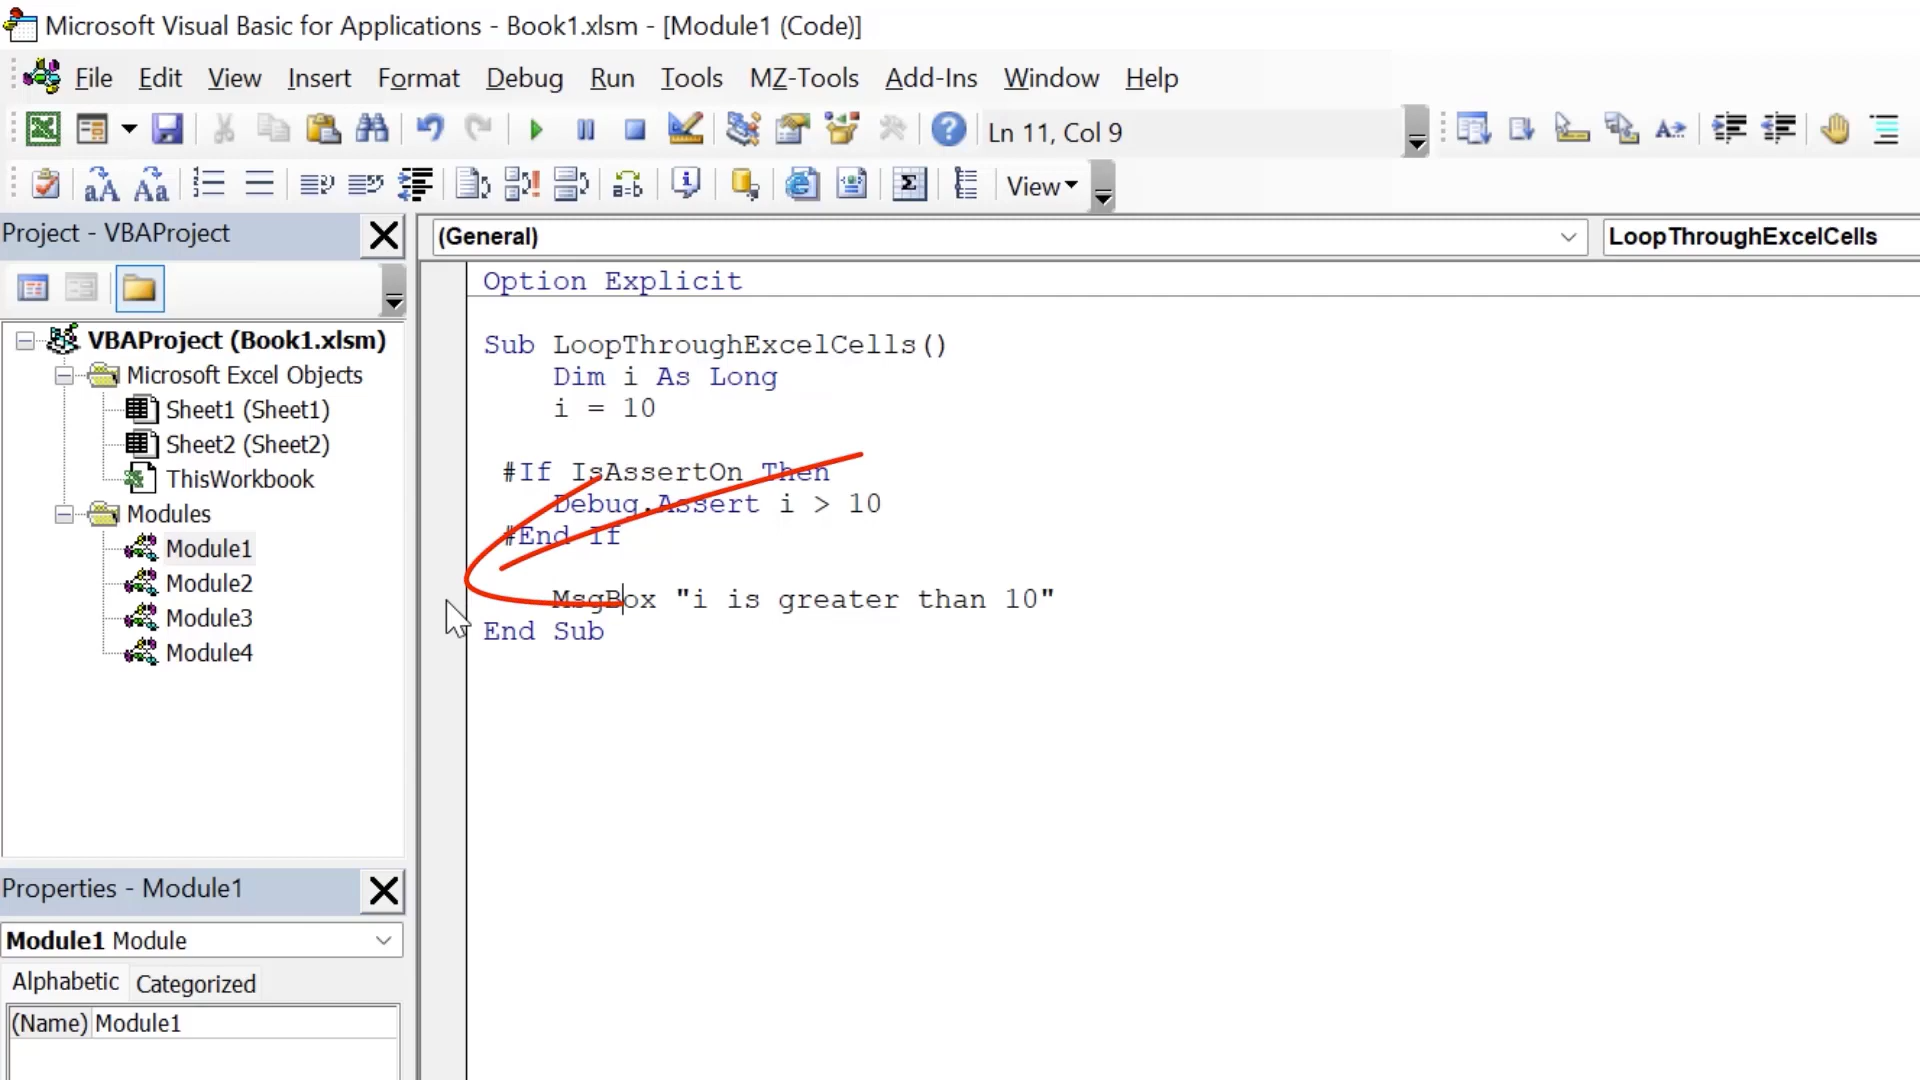 Microsoft Visual Basic for Applications - Book1.xlsm - [Module1 (Code)]
File Edit View Insert Format Debug Run Tools MZ-Tools Add-Ins Window Help
Ln 11, Col 9
View
Project - VBAProject
(General)
LoopThroughExcelCells
VBAProject (Book1.xlsm)
Microsoft Excel Objects
Sheet1 (Sheet1)
Sheet2 (Sheet2)
ThisWorkbook
Modules
Module1
Module2
Module3
Module4
Option Explicit
Sub LoopThroughExcelCells()
Dim i As Long
i = 10
#If IsAssertOn Then
Debug.Assert i > 10
#End If
MsgBox "i is greater than 10"
End Sub
Properties - Module1
Module1 Module
Alphabetic Categorized
(Name) Module1